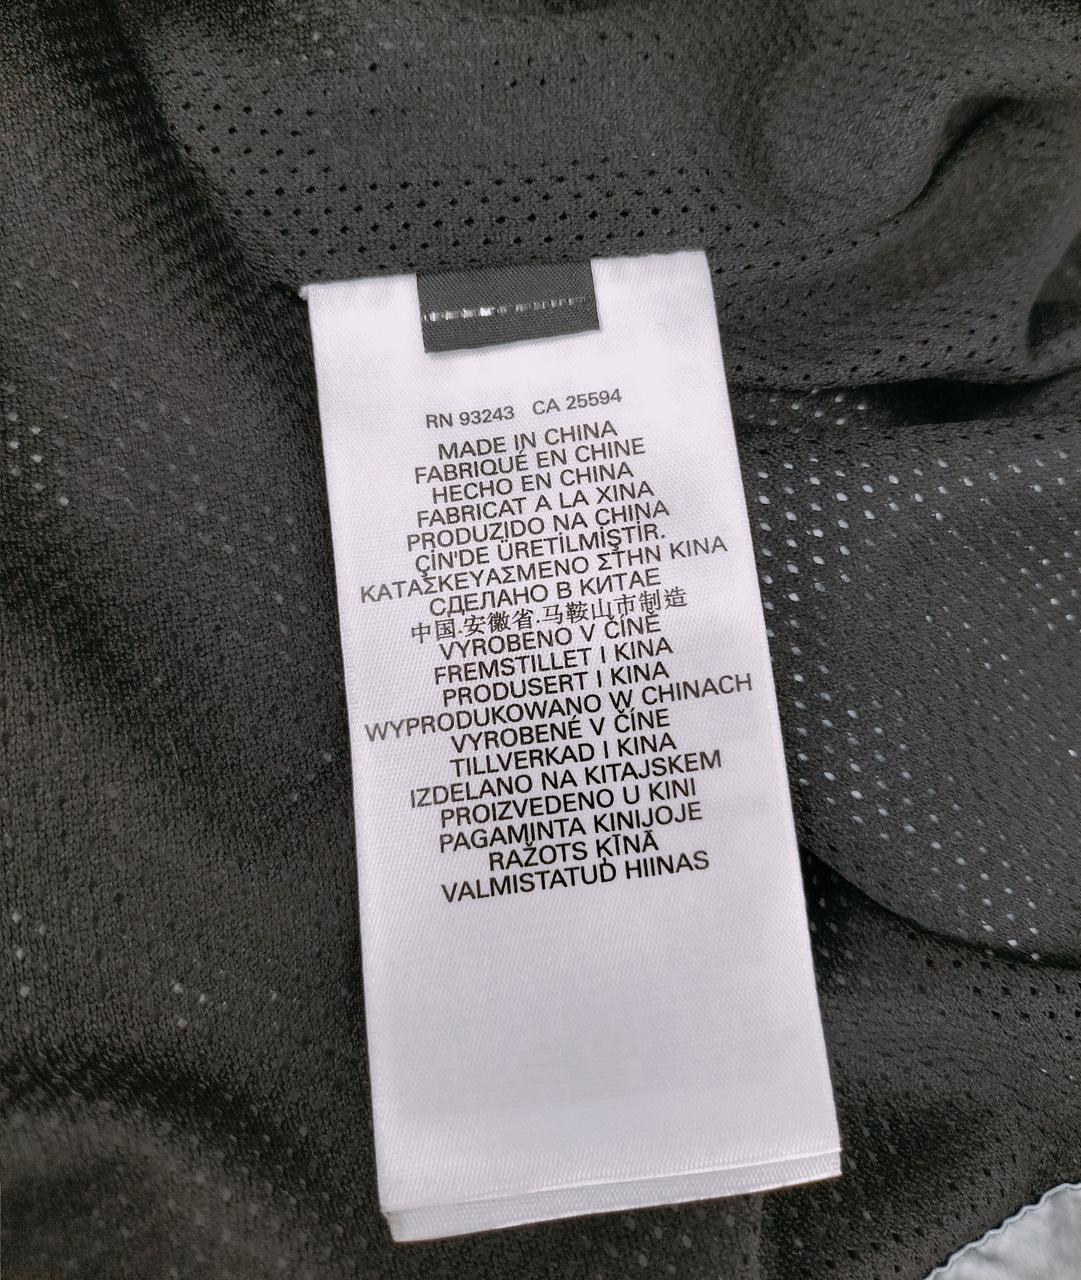 RN 93243 CA 25594
MADE IN CHINA
FABRIQUÉ EN CHINE
HECHO EN CHINA
FABRICAT A LA XINA
PRODUZIDO NA CHINA
ÇİN'DE ÜRETİLMİŞTİR.
ΚΑΤΑΣΚΕΥΑΣΜΕΝΟ ΣΤΗΝ ΚΙΝΑ
СДЕЛАНО В КИТАЕ
中国.安徽省.马鞍山市制造
VYROBENO V ČÍNĚ
FREMSTILLET I KINA
PRODUSERT I KINA
WYPRODUKOWANO W CHINACH
VYROBENÉ V ČÍNE
TILLVERKAD I KINA
IZDELANO NA KITAJSKEM
PROIZVEDENO U KINI
PAGAMINTA KINIJOJE
RAŽOTS ĶĪNĀ
VALMISTATUD HIINAS